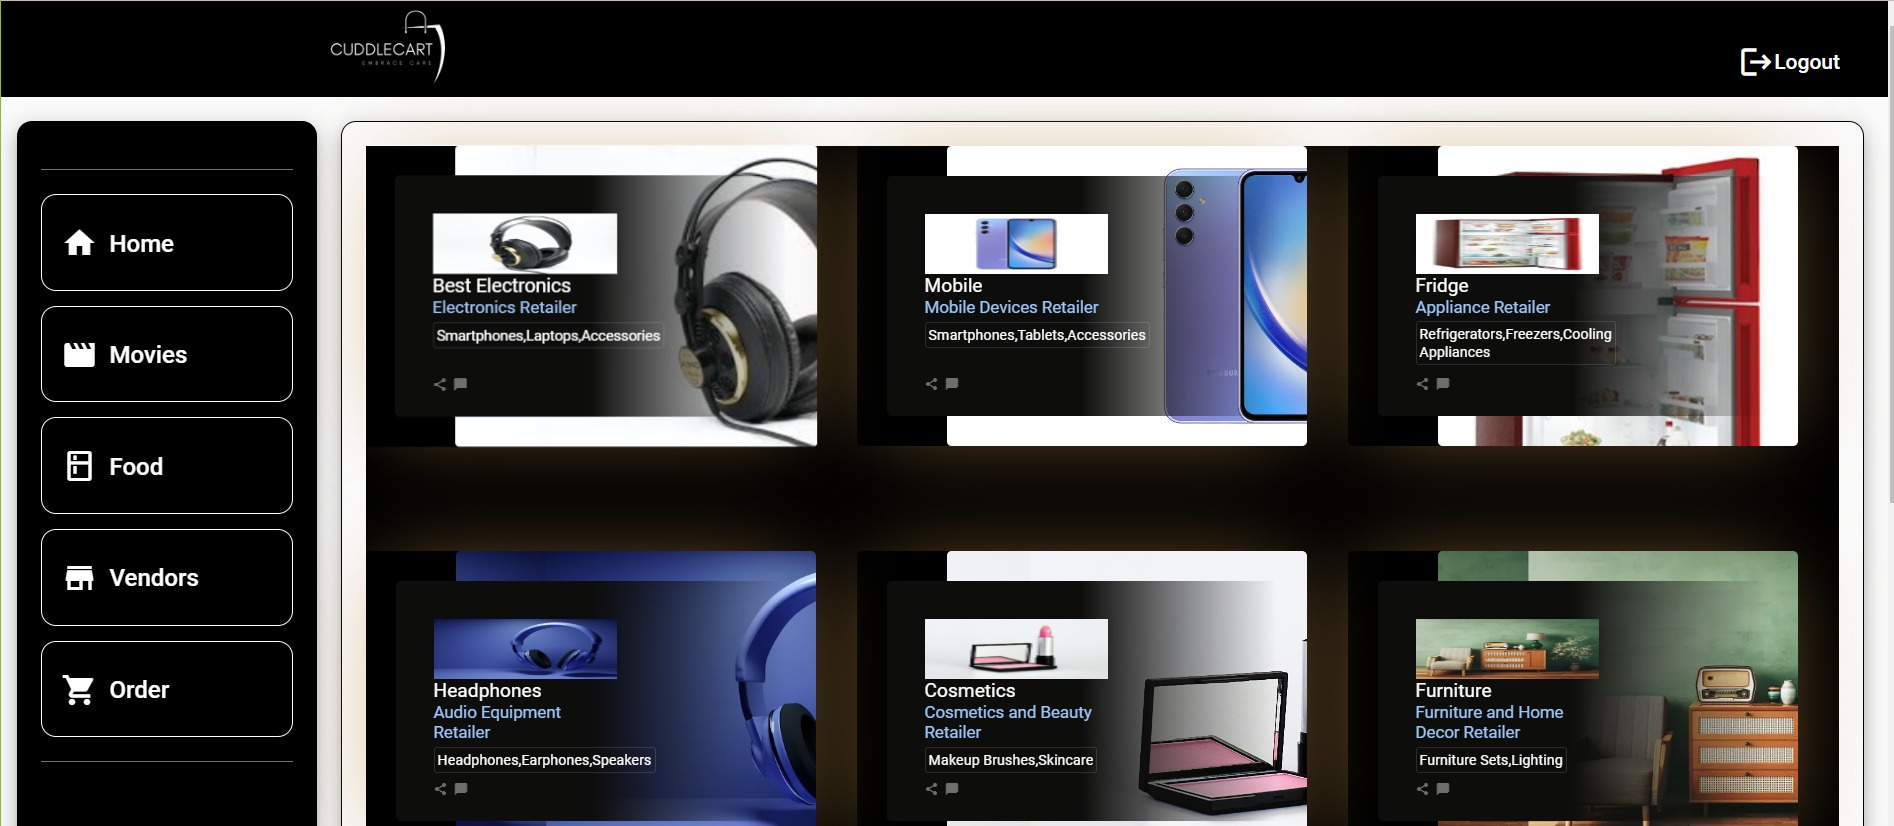 CUDDLECART
EMBRACE CARE
Logout
Home
Movies
Food
Vendors
Order
Best Electronics
Electronics Retailer
Smartphones,Laptops,Accessories
Mobile
Mobile Devices Retailer
Smartphones,Tablets,Accessories
Fridge
Appliance Retailer
Refrigerators,Freezers,Cooling
Appliances
Headphones
Audio Equipment
Retailer
Headphones,Earphones,Speakers
Cosmetics
Cosmetics and Beauty
Retailer
Makeup Brushes,Skincare
Furniture
Furniture and Home
Decor Retailer
Furniture Sets,Lighting